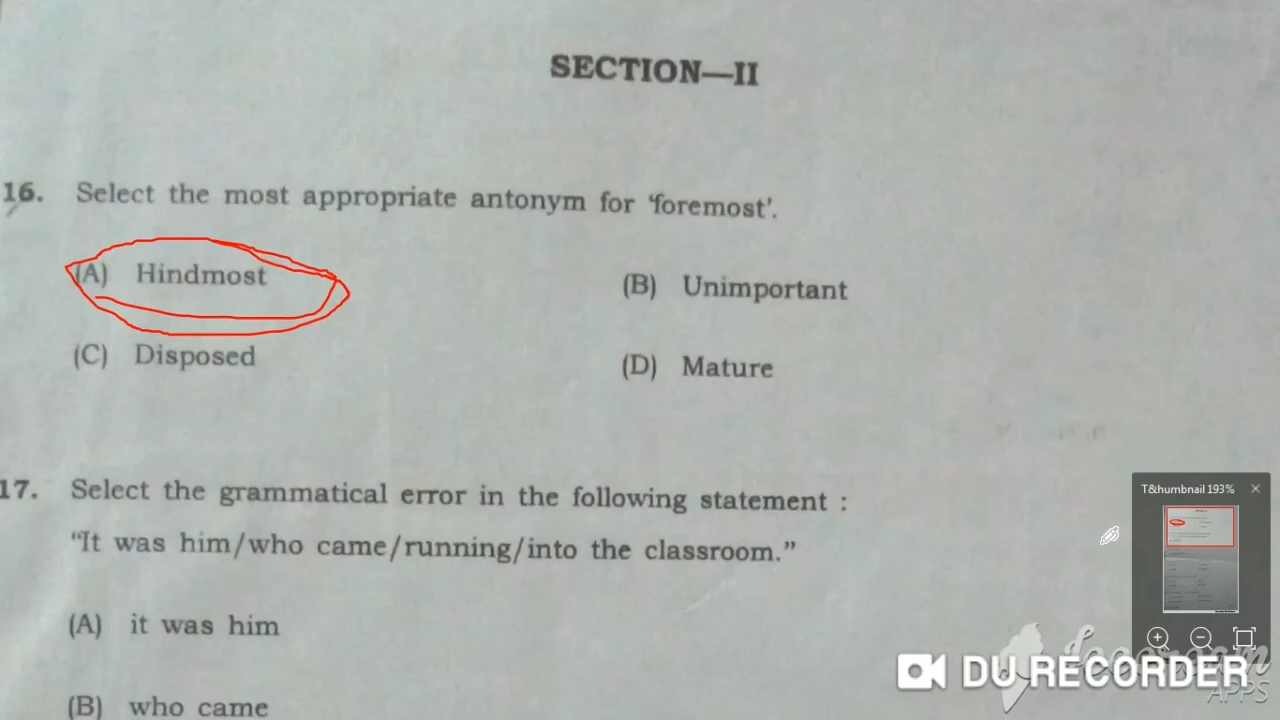 SECTION—II
16. Select the most appropriate antonym for 'foremost'.
(A) Hindmost
(B) Unimportant
(C) Disposed
(D) Mature
17. Select the grammatical error in the following statement :
"It was him/who came/running/into the classroom."
(A) it was him
(B) who came
T&humbnail 193%
DU RECORDER
APPS